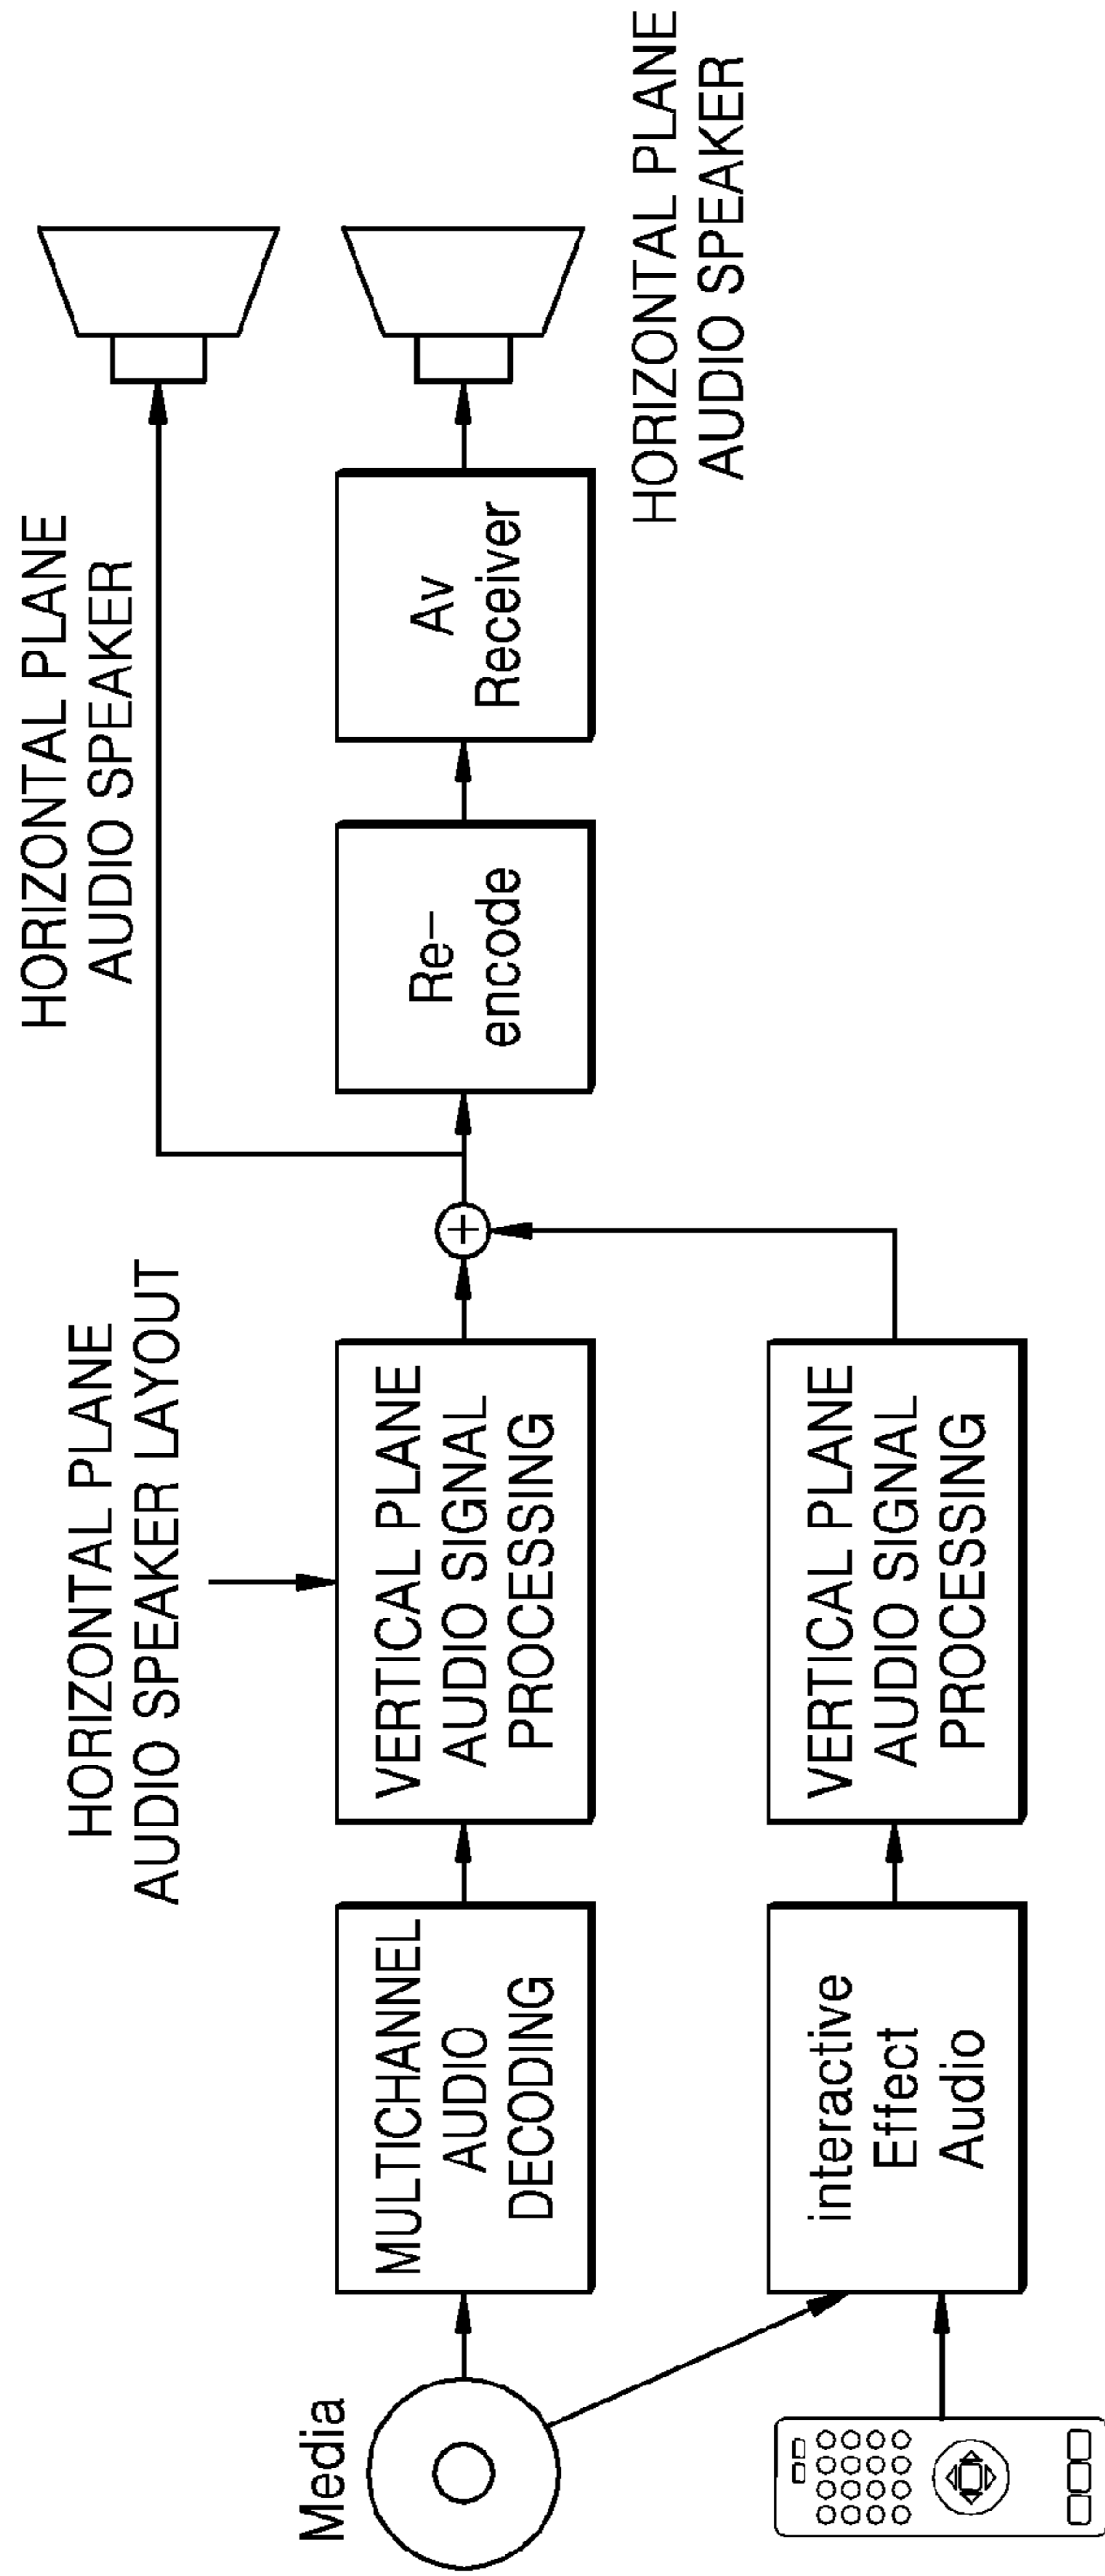 HORIZONTAL PLANE
AUDIO SPEAKER
HORIZONTAL PLANE
AUDIO SPEAKER LAYOUT
Media
MULTICHANNEL
AUDIO
DECODING
VERTICAL PLANE
AUDIO SIGNAL
PROCESSING
+
Re-
encode
Av
Receiver
HORIZONTAL PLANE
AUDIO SPEAKER
interactive
Effect
Audio
VERTICAL PLANE
AUDIO SIGNAL
PROCESSING